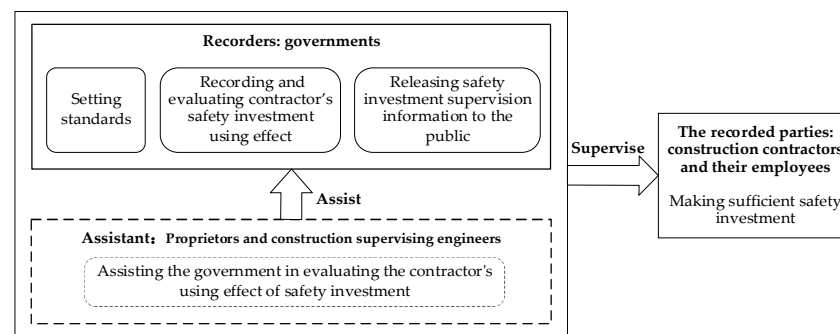 Recorders: governments
Setting
standards
Recording and
evaluating contractor's
safety investment
using effect
Releasing safety
investment supervision
information to the
public
Assist
Assistant: Proprietors and construction supervising engineers
Assisting the government in evaluating the contractor's
using effect of safety investment
Supervise
The recorded parties:
construction contractors
and their employees
Making sufficient safety
investment